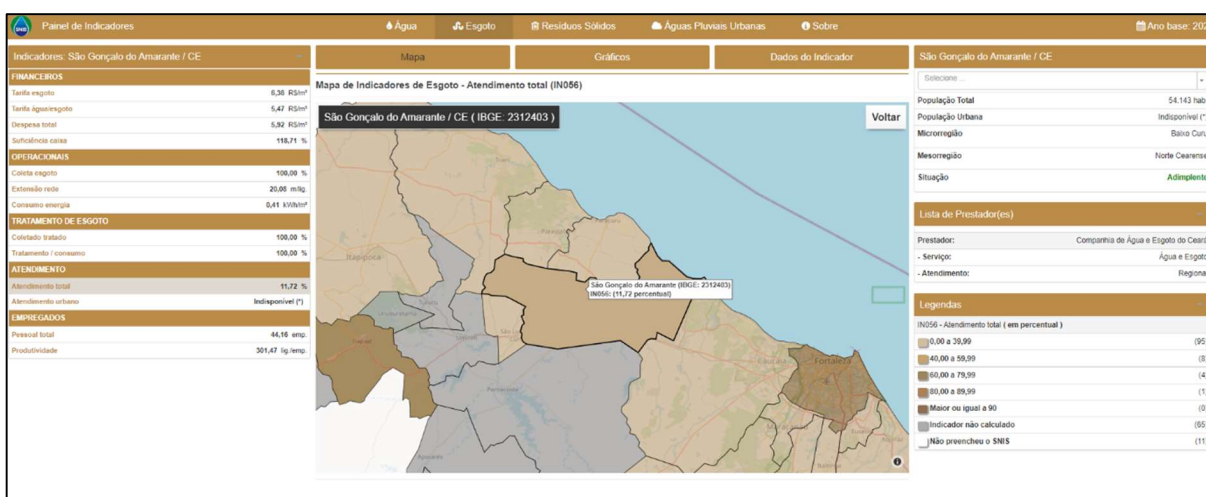 SNIS Painel de Indicadores Água Esgoto Resíduos Sólidos Águas Pluviais Urbanas Sobre Ano base: 202
Indicadores: São Gonçalo do Amarante / CE
FINANCEIROS
Tarifa esgoto 6,38 R$/m³
Tarifa água/esgoto 5,47 R$/m³
Despesa total 5,92 R$/m³
Suficiência caixa 118,71 %
OPERACIONAIS
Coleta esgoto 100,00 %
Extensão rede 20,08 m/lig.
Consumo energia 0,41 kWh/m³
TRATAMENTO DE ESGOTO
Coletado tratado 100,00 %
Tratamento / consumo 100,00 %
ATENDIMENTO
Atendimento total 11,72 %
Atendimento urbano Indisponível (*)
EMPREGADOS
Pessoal total 44,16 emp.
Produtividade 301,47 lig./emp.
Mapa Gráficos Dados do Indicador
Mapa de Indicadores de Esgoto - Atendimento total (IN056)
São Gonçalo do Amarante / CE ( IBGE: 2312403 )
Voltar
Itapipoca
São Gonçalo do Amarante (IBGE: 2312403)
IN056: (11,72 percentual)
Caucaia
Fortaleza
Maracanaú
São Gonçalo do Amarante / CE
Selecione ...
População Total 54.143 hab
População Urbana Indisponível (*
Microrregião Baixo Curu
Mesorregião Norte Cearense
Situação Adimplente
Lista de Prestador(es)
Prestador: Companhia de Água e Esgoto do Ceará
- Serviço: Água e Esgoto
- Atendimento: Regiona
Legendas
IN056 - Atendimento total ( em percentual )
0,00 a 39,99 (95
40,00 a 59,99 (8
60,00 a 79,99 (4
80,00 a 89,99 (1
Maior ou igual a 90 (0
Indicador não calculado (65
Não preencheu o SNIS (11